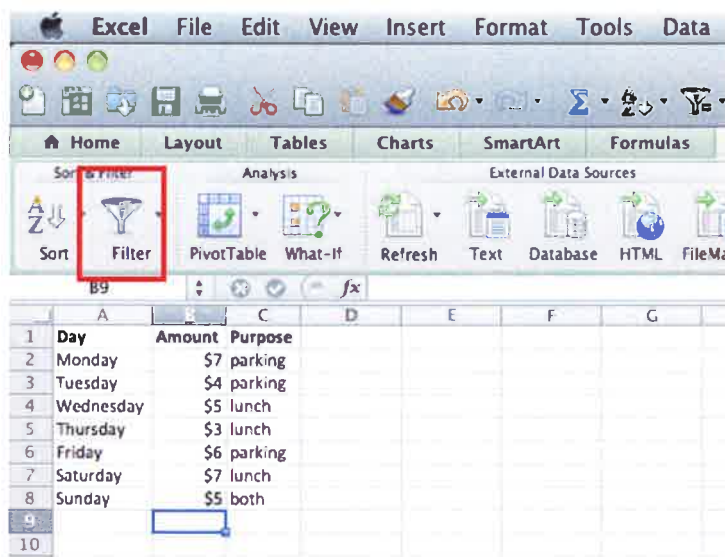 Excel File Edit View Insert Format Tools Data
Home Layout Tables Charts SmartArt Formulas
Sort & Filter Analysis External Data Sources
A
Z
Sort Filter PivotTable What-If Refresh Text Database HTML FileMa
B9 fx
A B C D E F G
1 Day Amount Purpose
2 Monday $7 parking
3 Tuesday $4 parking
4 Wednesday $5 lunch
5 Thursday $3 lunch
6 Friday $6 parking
7 Saturday $7 lunch
8 Sunday $5 both
9
10